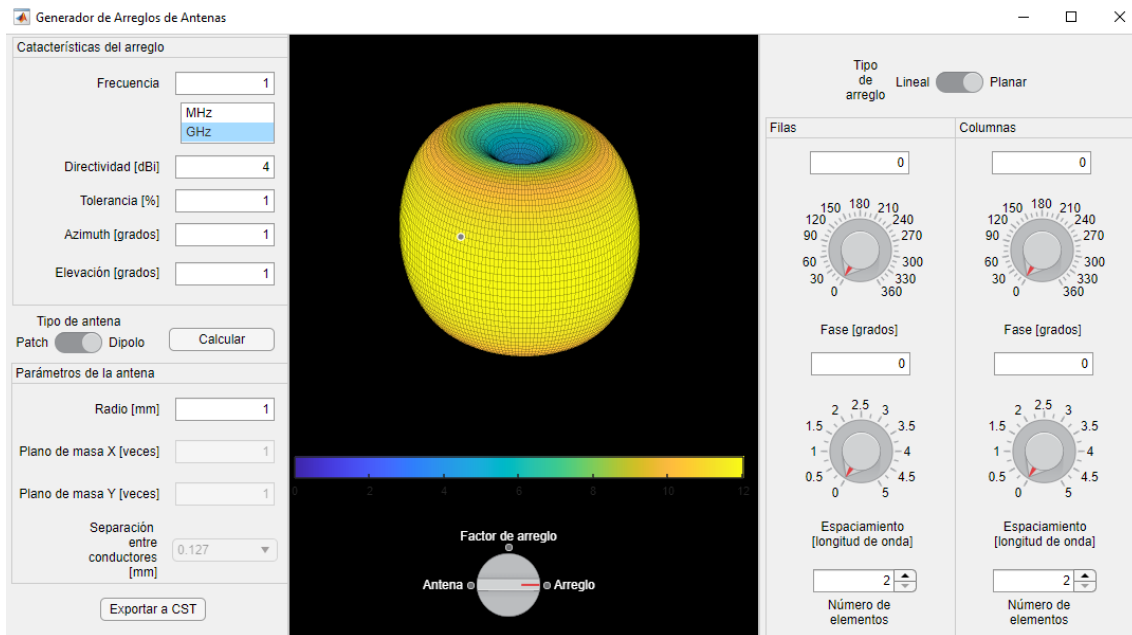 Generador de Arreglos de Antenas
Catacterísticas del arreglo
Frecuencia 1
MHz
GHz
Directividad [dBi] 4
Tolerancia [%] 1
Azimuth [grados] 1
Elevación [grados] 1
Tipo de antena
Patch Dipolo Calcular
Parámetros de la antena
Radio [mm] 1
Plano de masa X [veces] 1
Plano de masa Y [veces] 1
Separación
entre
conductores
[mm] 0.127
Exportar a CST
0 2 4 6 8 10 12
Factor de arreglo
Antena Arreglo
Tipo
de
arreglo Lineal Planar
Filas
0
0 30 60 90 120 150 180 210 240 270 300 330 360
Fase [grados]
0
0 0.5 1 1.5 2 2.5 3 3.5 4 4.5 5
Espaciamiento
[longitud de onda]
2
Número de
elementos
Columnas
0
0 30 60 90 120 150 180 210 240 270 300 330 360
Fase [grados]
0
0 0.5 1 1.5 2 2.5 3 3.5 4 4.5 5
Espaciamiento
[longitud de onda]
2
Número de
elementos